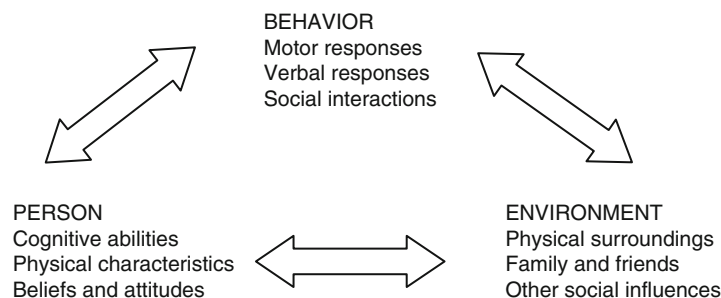 BEHAVIOR
Motor responses
Verbal responses
Social interactions
PERSON
Cognitive abilities
Physical characteristics
Beliefs and attitudes
ENVIRONMENT
Physical surroundings
Family and friends
Other social influences